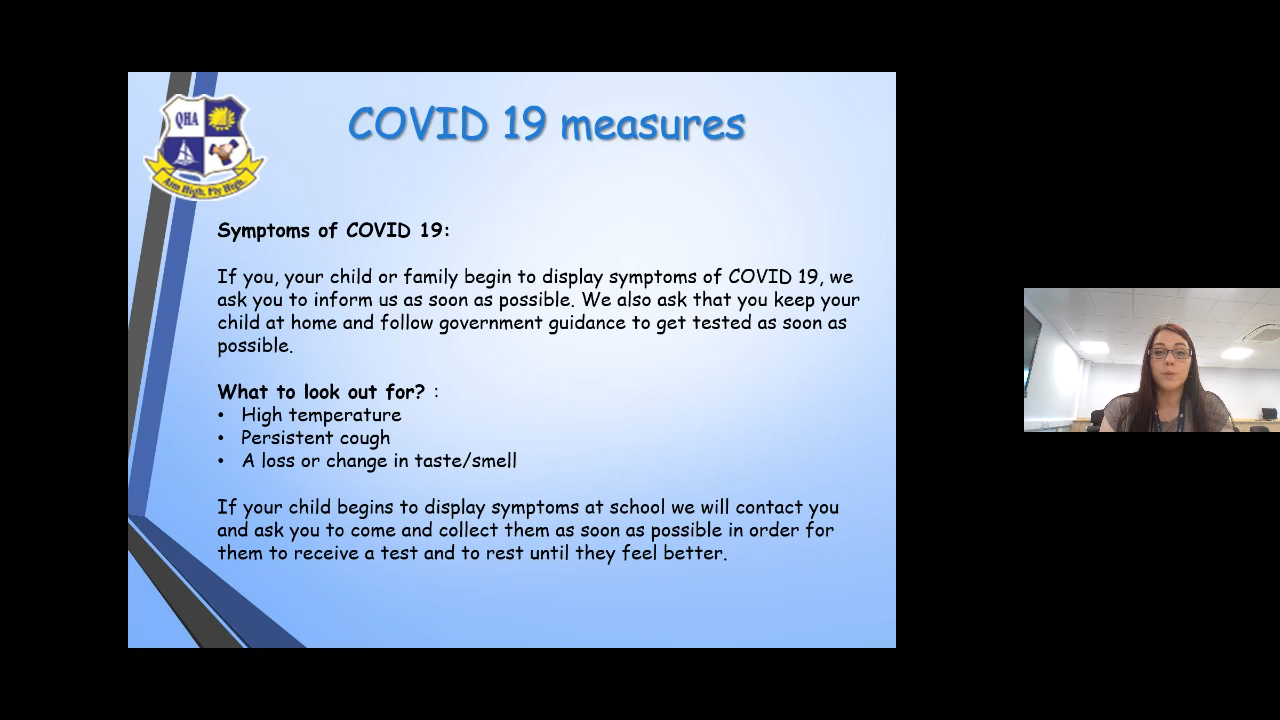 QHA
Aim High, Fly High.
COVID 19 measures
Symptoms of COVID 19:
If you, your child or family begin to display symptoms of COVID 19, we
ask you to inform us as soon as possible. We also ask that you keep your
child at home and follow government guidance to get tested as soon as
possible.
What to look out for? :
• High temperature
• Persistent cough
• A loss or change in taste/smell
If your child begins to display symptoms at school we will contact you
and ask you to come and collect them as soon as possible in order for
them to receive a test and to rest until they feel better.